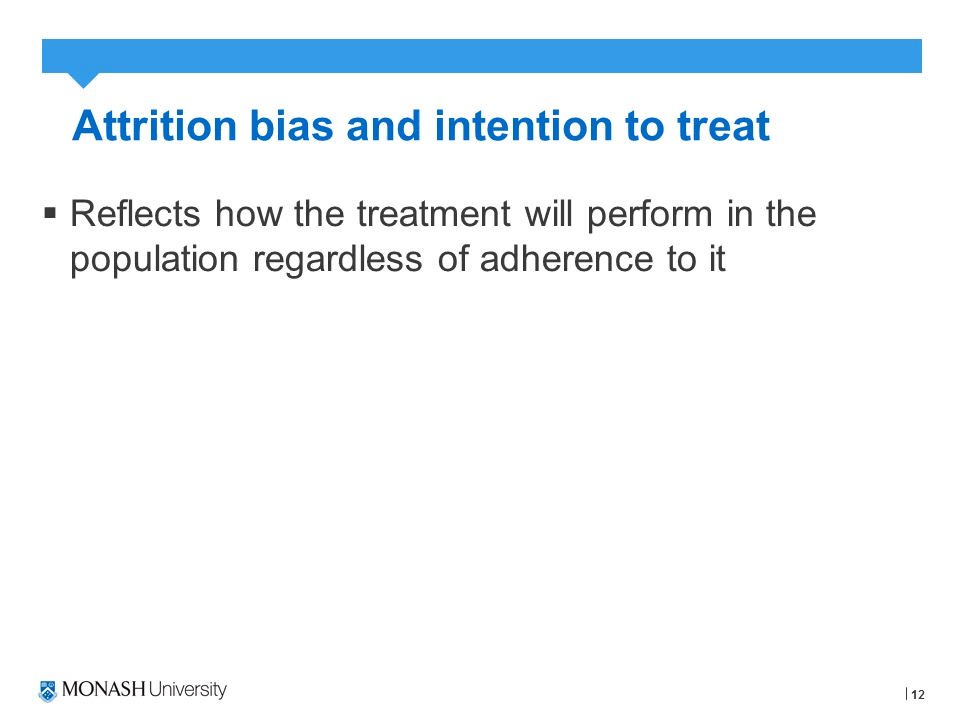 Attrition bias and intention to treat
▪ Reflects how the treatment will perform in the
population regardless of adherence to it
MONASH University
12